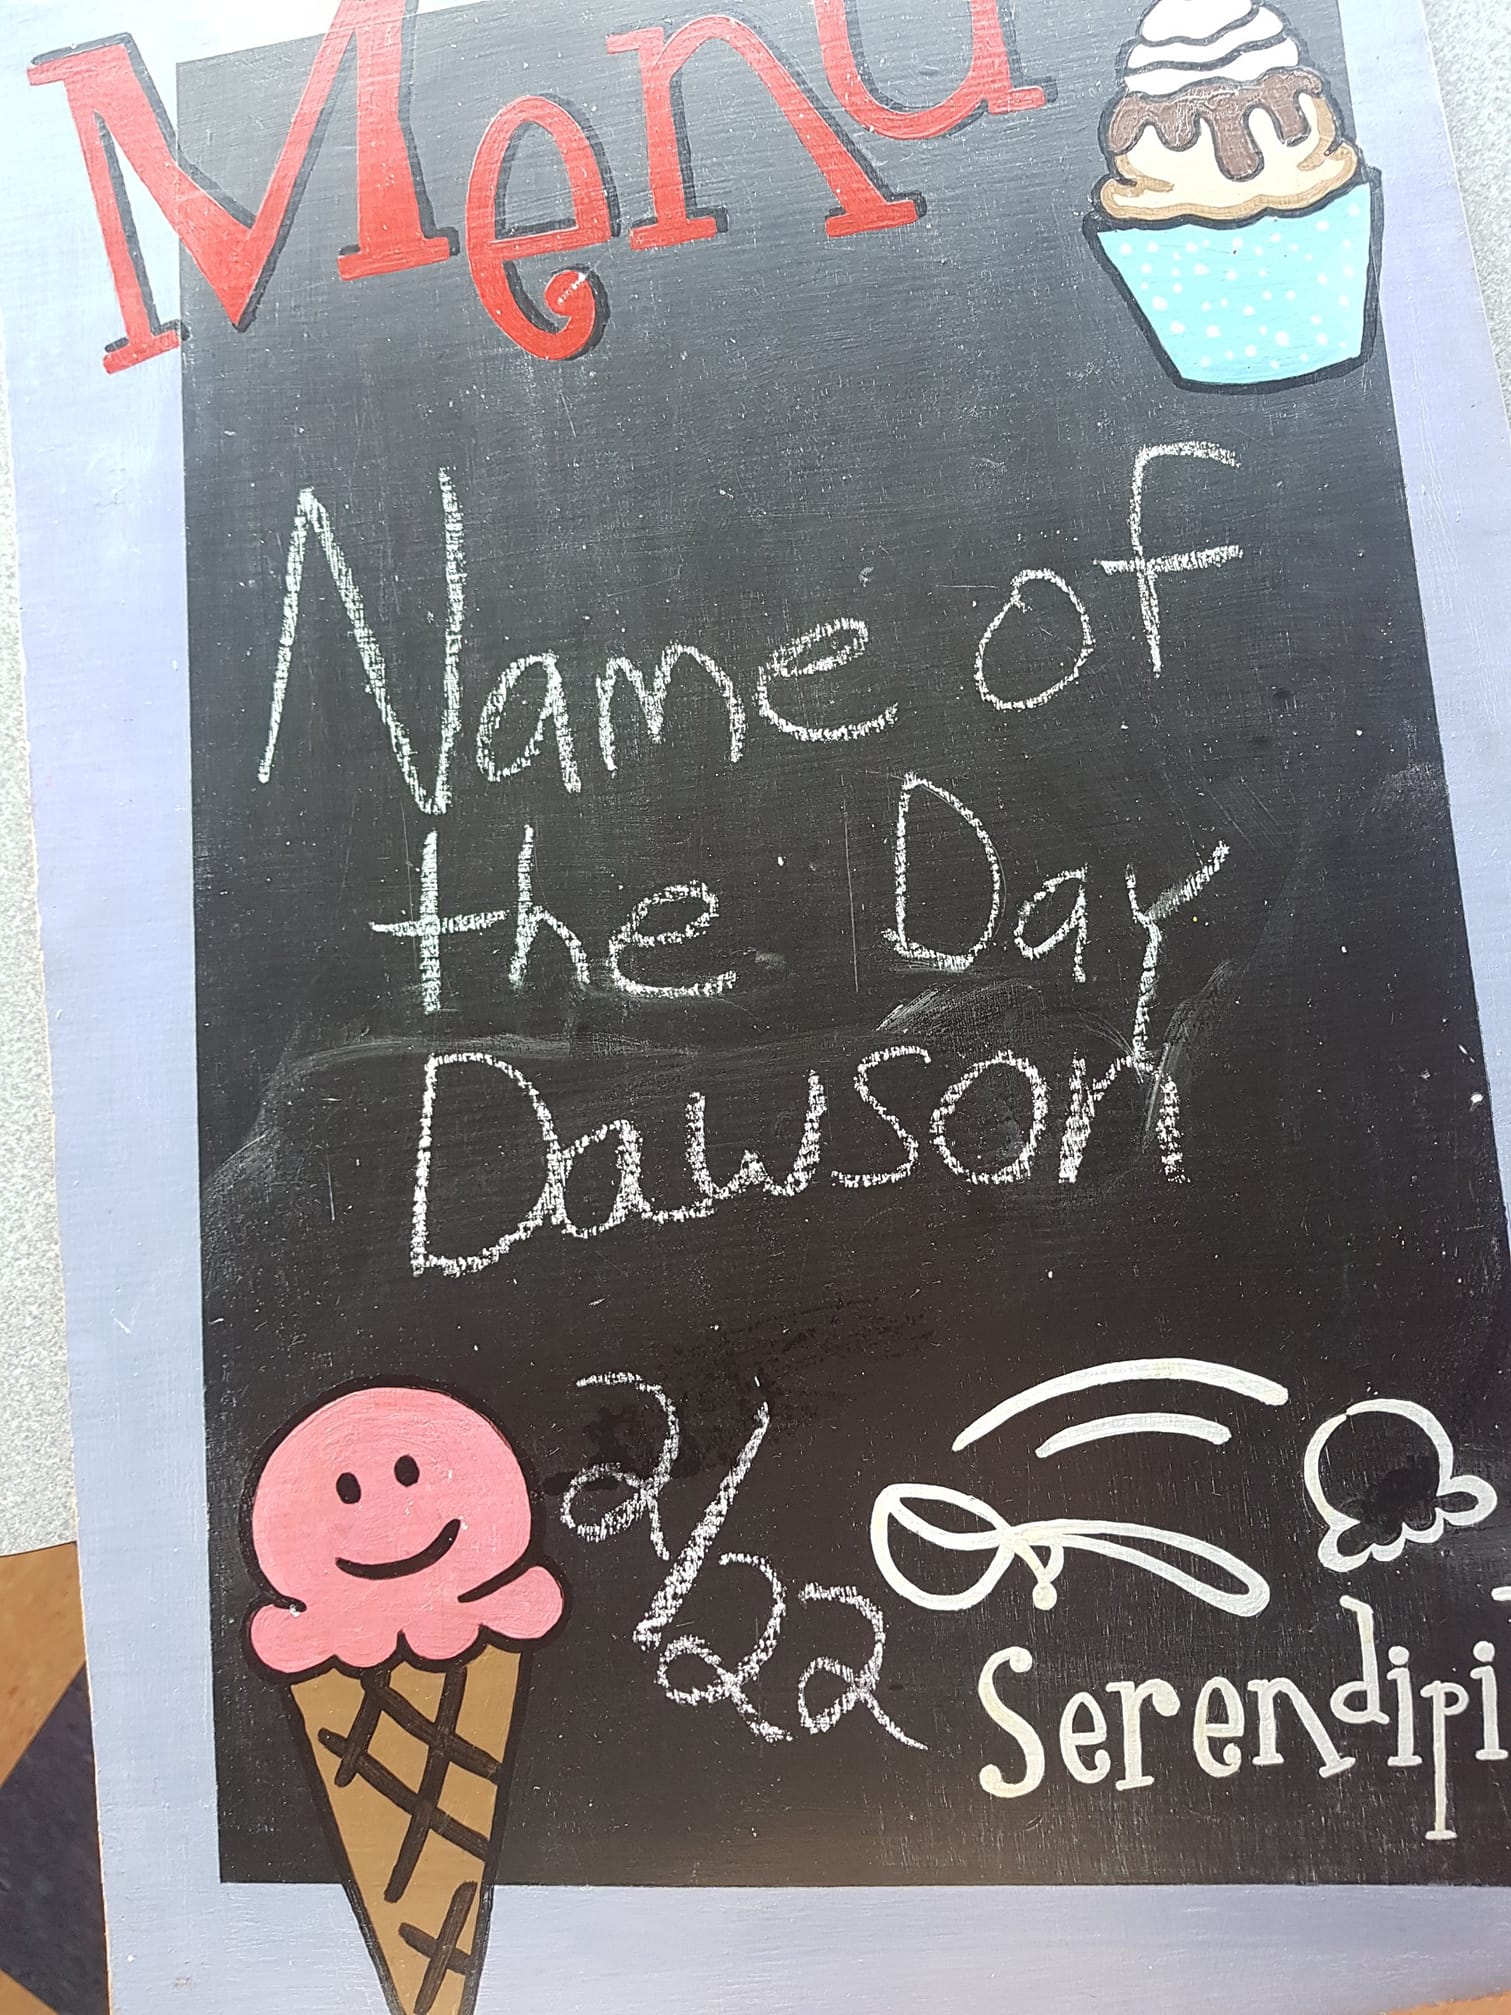 Menu
Name of
the Day
Dawson
2/22
Serendipi